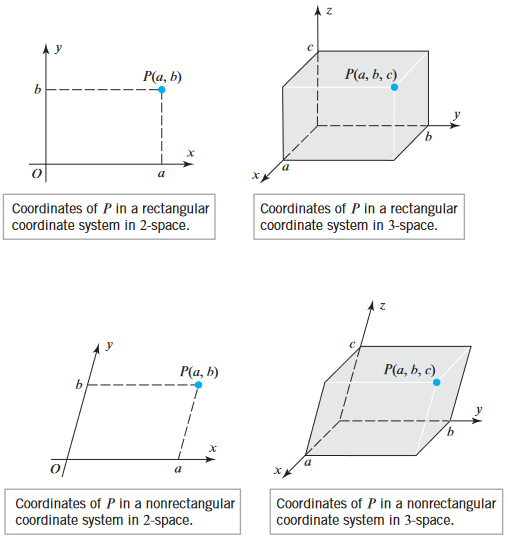 y
b
P(a, b)
x
O
a
Coordinates of P in a rectangular
coordinate system in 2-space.
z
c
P(a, b, c)
y
b
a
x
Coordinates of P in a rectangular
coordinate system in 3-space.
y
b
P(a, b)
x
O
a
Coordinates of P in a nonrectangular
coordinate system in 2-space.
z
c
P(a, b, c)
y
b
a
x
Coordinates of P in a nonrectangular
coordinate system in 3-space.